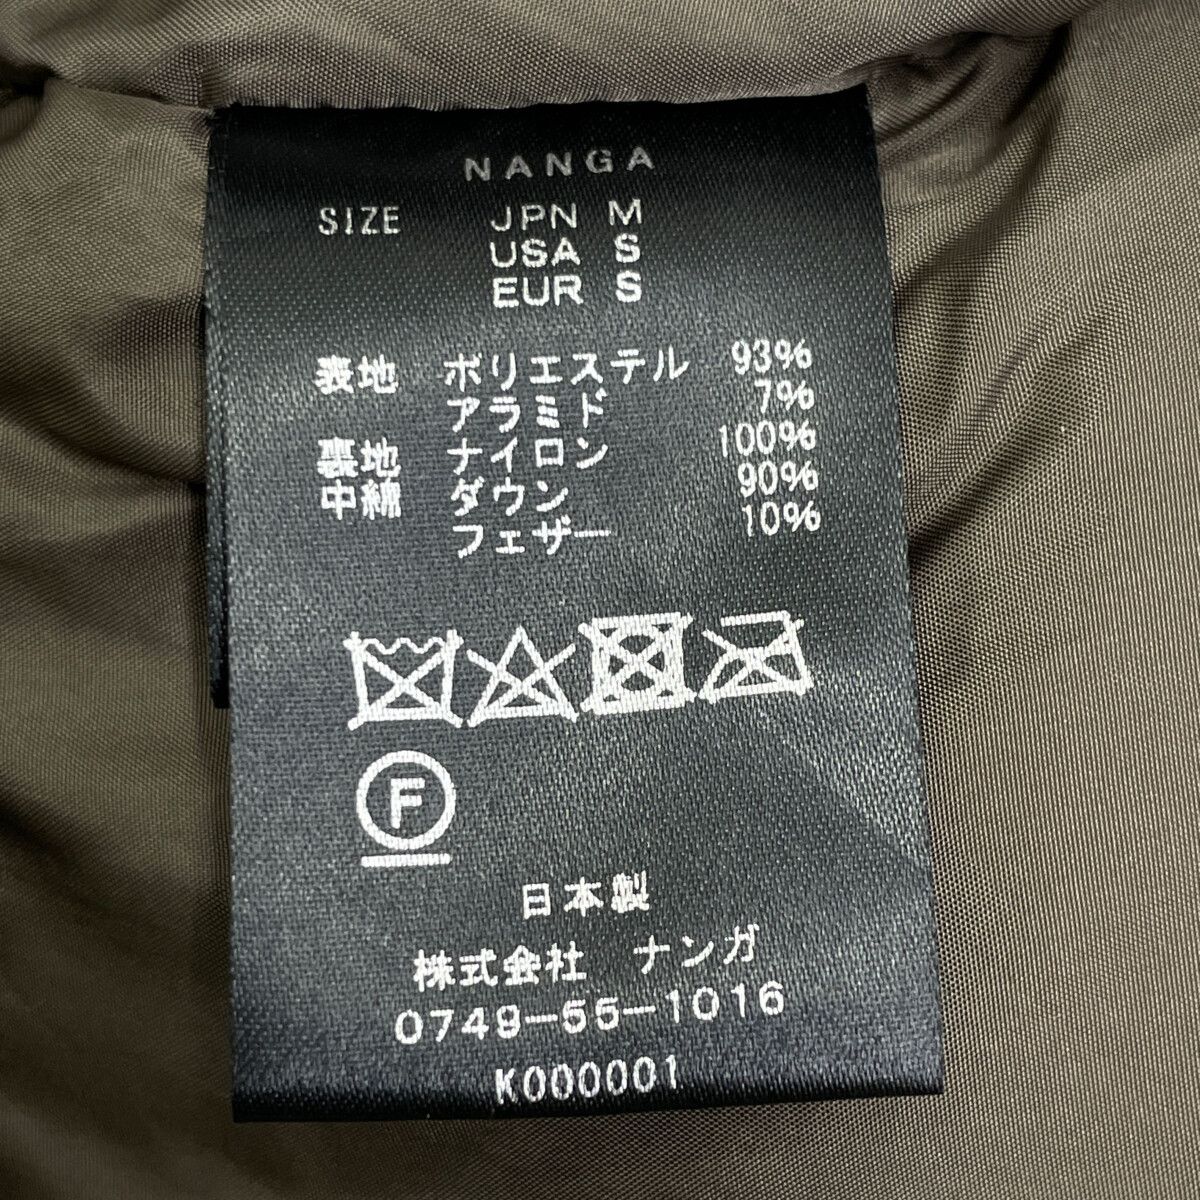 NANGA
SIZE JPN M
USA S
EUR S
表地 ポリエステル 93%
アラミド 7%
裏地 ナイロン 100%
中綿 ダウン 90%
フェザー 10%
F
日本製
株式会社 ナンガ
0749-55-1016
K000001